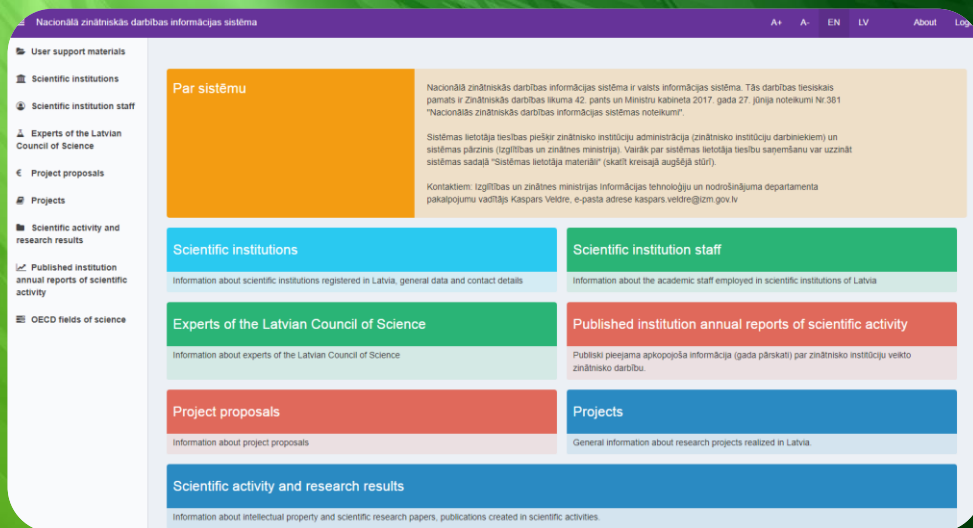 Nacionālā zinātniskās darbības informācijas sistēma
A+ A- EN LV About
User support materials
Scientific institutions
Scientific institution staff
Experts of the Latvian
Council of Science
Project proposals
Projects
Scientific activity and
research results
Published institution
annual reports of scientific
activity
OECD fields of science
Par sistēmu
Nacionālā zinātniskās darbības informācijas sistēma ir valsts informācijas sistēma. Tās darbības tiesiskais
pamats ir Zinātniskās darbības likuma 42. pants un Ministru kabineta 2017. gada 27. jūnija noteikumi Nr.381
"Nacionālās zinātniskās darbības informācijas sistēmas noteikumi".
Sistēmas lietotāja tiesības piešķir zinātnisko institūciju administrācija (zinātnisko institūciju darbiniekiem) un
sistēmas pārzinis (Izglītības un zinātnes ministrija). Vairāk par sistēmas lietotāja tiesību saņemšanu var uzzināt
sistēmas sadaļā "Sistēmas lietotāja materiāli" (skatīt kreisajā augšējā stūrī).
Kontaktiem: Izglītības un zinātnes ministrijas Informācijas tehnoloģiju un nodrošinājuma departamenta
pakalpojumu vadītājs Kaspars Veldre, e-pasta adrese kaspars.veldre@izm.gov.lv
Scientific institutions
Information about scientific institutions registered in Latvia, general data and contact details
Scientific institution staff
Information about the academic staff employed in scientific institutions of Latvia
Experts of the Latvian Council of Science
Information about experts of the Latvian Council of Science
Published institution annual reports of scientific activity
Publiski pieejama apkopojoša informācija (gada pārskati) par zinātnisko institūciju veikto
zinātnisko darbību.
Project proposals
Information about project proposals
Projects
General information about research projects realized in Latvia.
Scientific activity and research results
Information about intellectual property and scientific research papers, publications created in scientific activities.